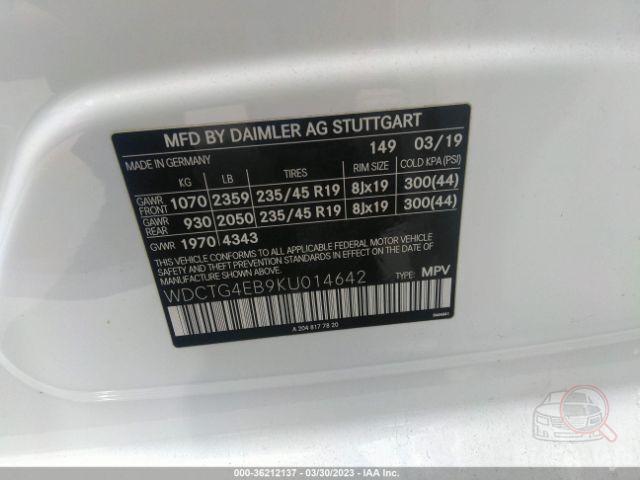 MFD BY DAIMLER AG STUTTGART
MADE IN GERMANY 149 03/19
KG LB TIRES RIM SIZE COLD KPA (PSI)
GAWR FRONT 1070 2359 235/45 R19 8Jx19 300(44)
GAWR REAR 930 2050 235/45 R19 8Jx19 300(44)
GVWR 1970 4343
THIS VEHICLE CONFORMS TO ALL APPLICABLE FEDERAL MOTOR VEHICLE
SAFETY, BUMPER, AND THEFT PREVENTION STANDARDS IN EFFECT ON THE
DATE OF MANUFACTURE SHOWN ABOVE.
WDCTG4EB9KU014642 TYPE: MPV
A 204 817 78 20
000-36212137 - 03/30/2023 - IAA Inc.